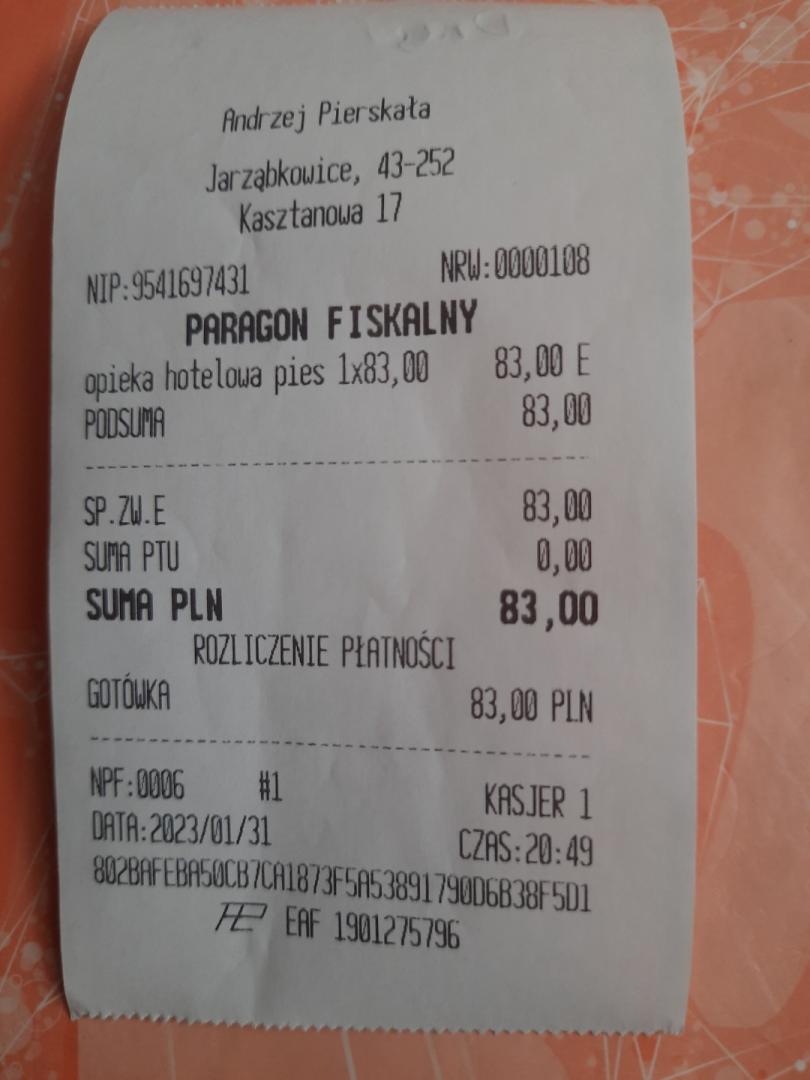 Andrzej Pierskała
Jarząbkowice, 43-252
Kasztanowa 17
NIP:9541697431 NRW:0000108
PARAGON FISKALNY
opieka hotelowa pies 1x83,00 83,00 E
PODSUMA 83,00
SP.ZW.E 83,00
SUMA PTU 0,00
SUMA PLN 83,00
ROZLICZENIE PŁATNOŚCI
GOTÓWKA 83,00 PLN
NPF:0006 #1 KASJER 1
DATA:2023/01/31 CZAS:20:49
802BAFEBA50CB7CA1873F5A53891790D6B38F5D1
EAF 1901275796